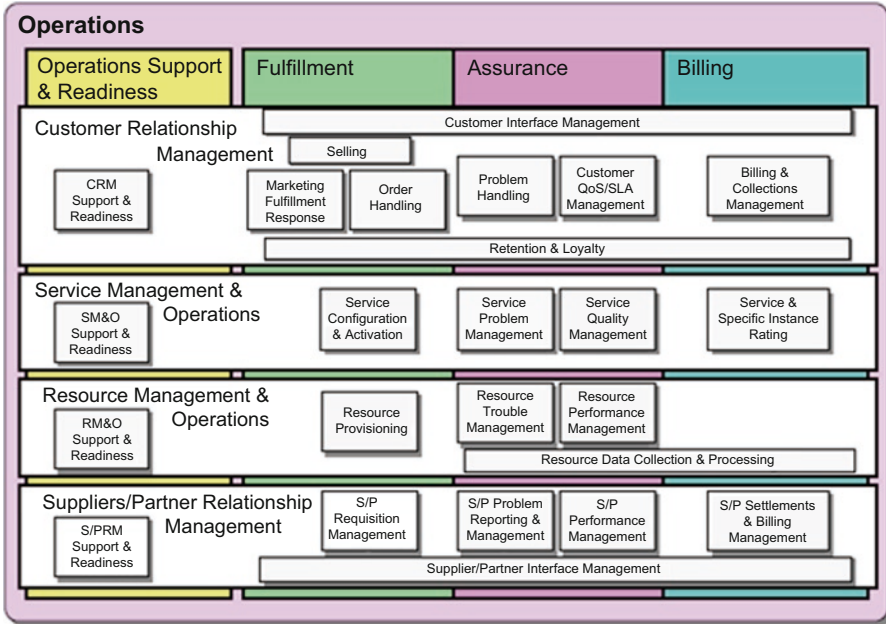 Operations
Operations Support
& Readiness
Fulfillment
Assurance
Billing
Customer Relationship
Management
Customer Interface Management
Selling
CRM
Support &
Readiness
Marketing
Fulfillment
Response
Order
Handling
Problem
Handling
Customer
QoS/SLA
Management
Billing &
Collections
Management
Retention & Loyalty
Service Management &
Operations
SM&O
Support &
Readiness
Service
Configuration
& Activation
Service
Problem
Management
Service
Quality
Management
Service &
Specific Instance
Rating
Resource Management &
Operations
RM&O
Support &
Readiness
Resource
Provisioning
Resource
Trouble
Management
Resource
Performance
Management
Resource Data Collection & Processing
Suppliers/Partner Relationship
Management
S/PRM
Support &
Readiness
S/P
Requisition
Management
S/P Problem
Reporting &
Management
S/P
Performance
Management
S/P Settlements
& Billing
Management
Supplier/Partner Interface Management